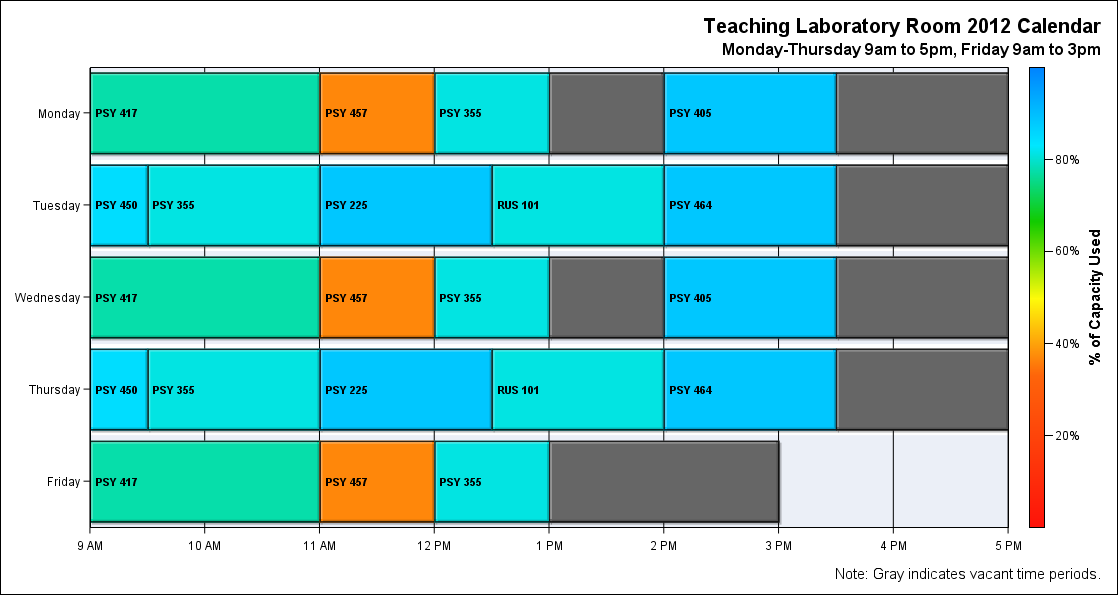 Teaching Laboratory Room 2012 Calendar
Monday-Thursday 9am to 5pm, Friday 9am to 3pm
Monday
PSY 417
PSY 457
PSY 355
PSY 405
Tuesday
PSY 450
PSY 355
PSY 225
RUS 101
PSY 464
Wednesday
PSY 417
PSY 457
PSY 355
PSY 405
Thursday
PSY 450
PSY 355
PSY 225
RUS 101
PSY 464
Friday
PSY 417
PSY 457
PSY 355
9 AM
10 AM
11 AM
12 PM
1 PM
2 PM
3 PM
4 PM
5 PM
80%
60%
40%
20%
% of Capacity Used
Note: Gray indicates vacant time periods.